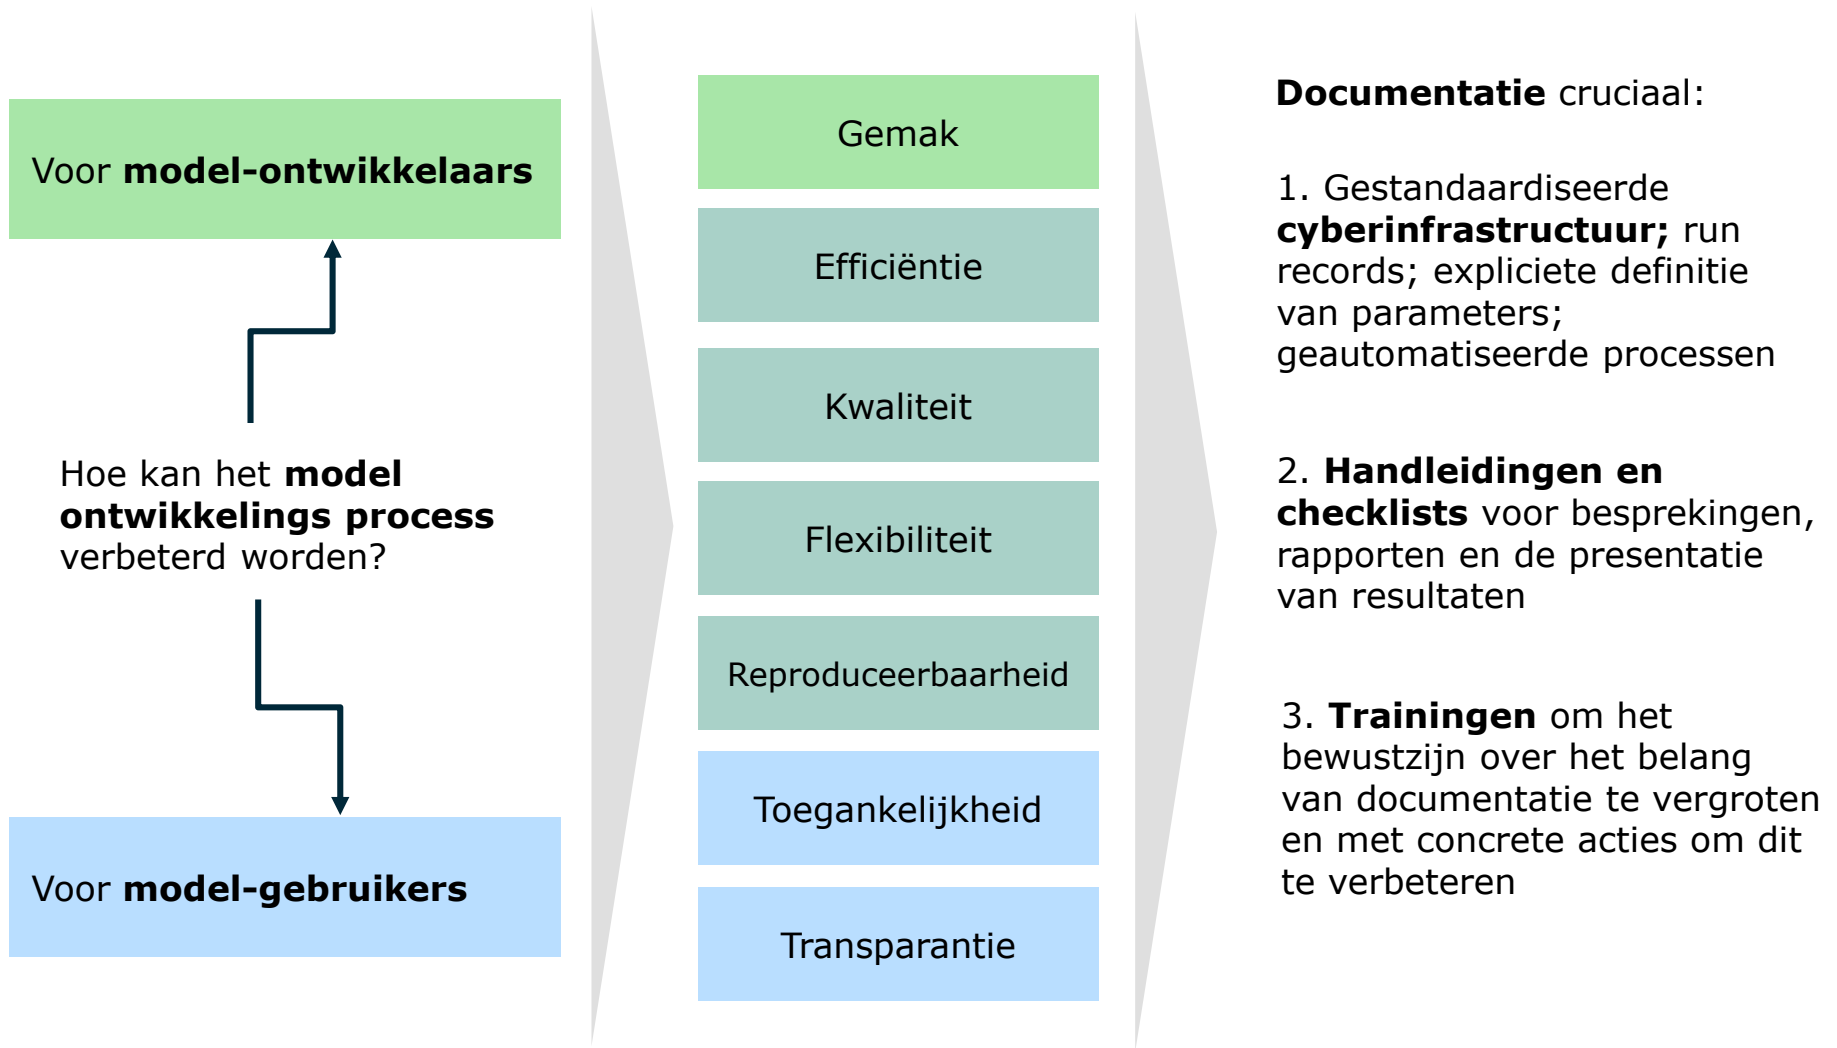 Voor model-ontwikkelaars
Hoe kan het model
ontwikkelings process
verbeterd worden?
Voor model-gebruikers
Gemak
Efficiëntie
Kwaliteit
Flexibiliteit
Reproduceerbaarheid
Toegankelijkheid
Transparantie
Documentatie cruciaal:
1. Gestandaardiseerde
cyberinfrastructuur; run
records; expliciete definitie
van parameters;
geautomatiseerde processen
2. Handleidingen en
checklists voor besprekingen,
rapporten en de presentatie
van resultaten
3. Trainingen om het
bewustzijn over het belang
van documentatie te vergroten
en met concrete acties om dit
te verbeteren